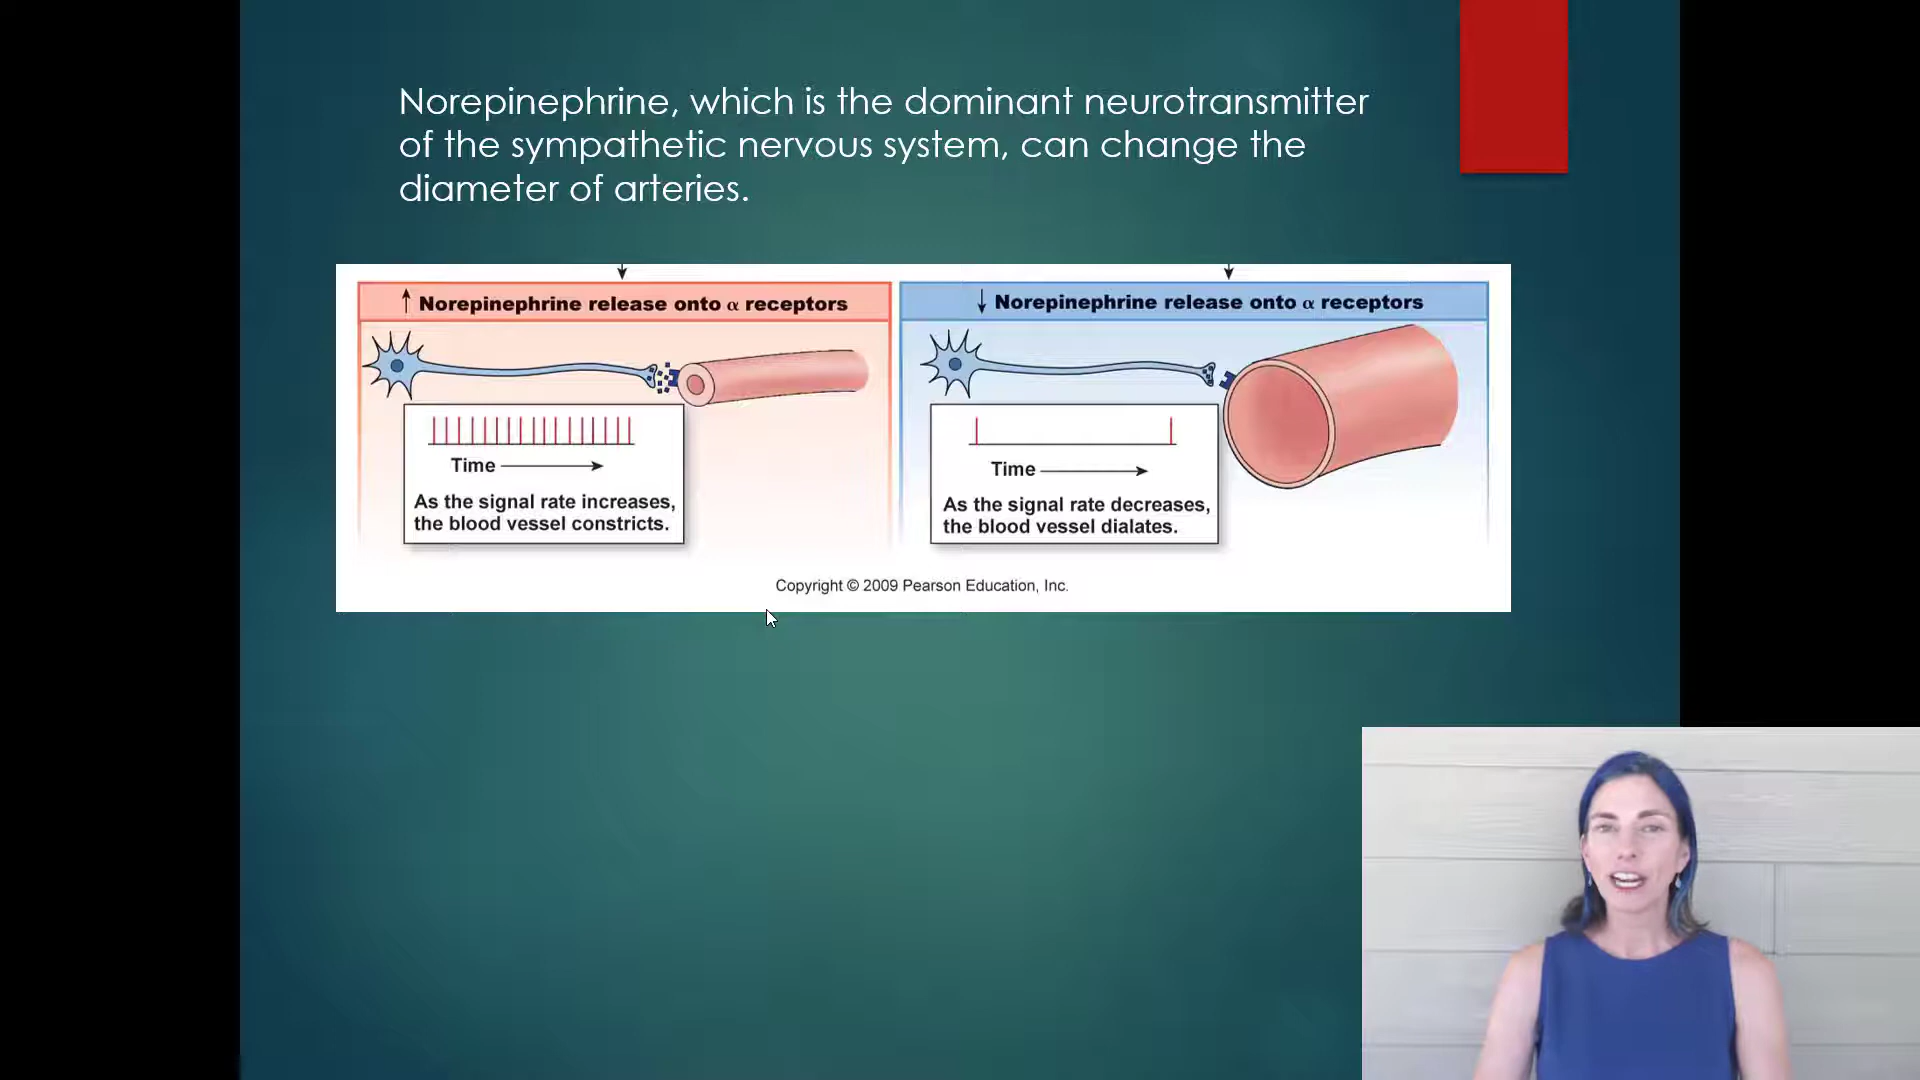 Norepinephrine, which is the dominant neurotransmitter
of the sympathetic nervous system, can change the
diameter of arteries.
↑ Norepinephrine release onto α receptors
Time
As the signal rate increases,
the blood vessel constricts.
↓ Norepinephrine release onto α receptors
Time
As the signal rate decreases,
the blood vessel dialates.
Copyright © 2009 Pearson Education, Inc.